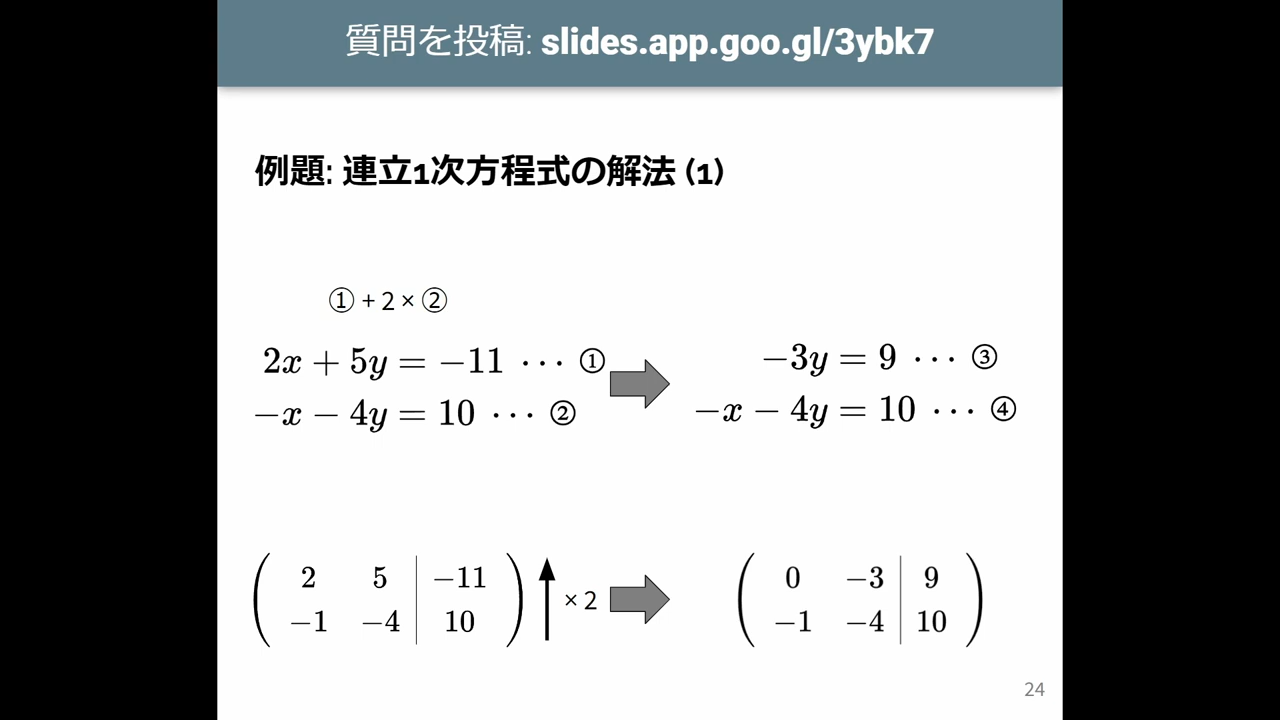 質問を投稿: slides.app.goo.gl/3ybk7
例題: 連立1次方程式の解法 (1)
① + 2 × ②
2x + 5y = −11 ⋯ ①
−x − 4y = 10 ⋯ ②
−3y = 9 ⋯ ③
−x − 4y = 10 ⋯ ④
2 5 −11
−1 −4 10
× 2
0 −3 9
−1 −4 10
24